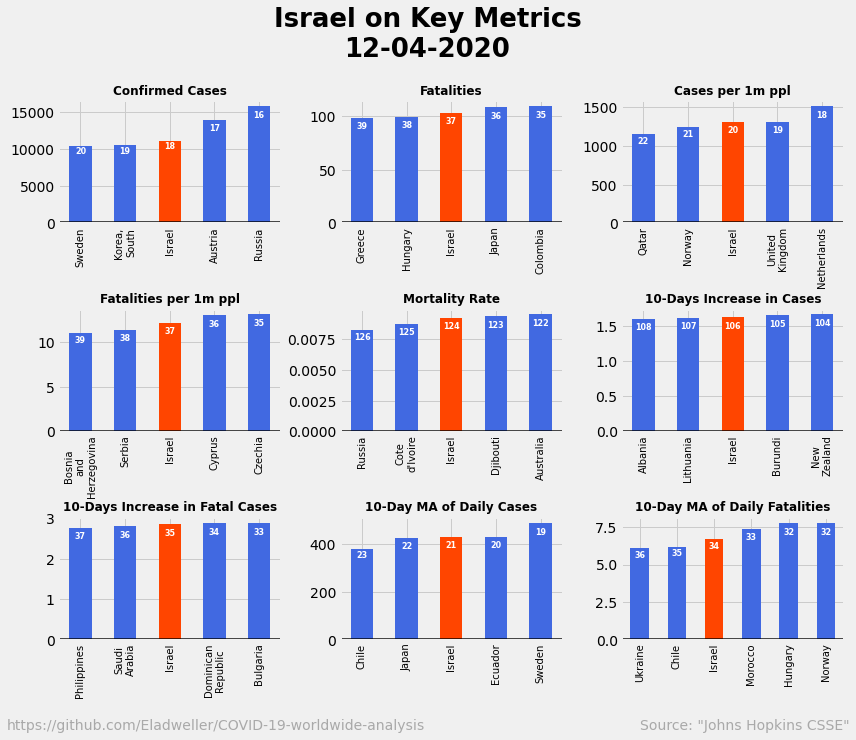 Israel on Key Metrics
12-04-2020
Confirmed Cases
15000
10000
5000
0
20 19 18 17 16
Sweden
Korea,
South
Israel
Austria
Russia
Fatalities
100
50
0
39 38 37 36 35
Greece
Hungary
Israel
Japan
Colombia
Cases per 1m ppl
1500
1000
500
0
22 21 20 19 18
Qatar
Norway
Israel
United
Kingdom
Netherlands
Fatalities per 1m ppl
10
5
0
39 38 37 36 35
Bosnia
and
Herzegovina
Serbia
Israel
Cyprus
Czechia
Mortality Rate
0.0075
0.0050
0.0025
0.0000
126 125 124 123 122
Russia
Cote
d'Ivoire
Israel
Djibouti
Australia
10-Days Increase in Cases
1.5
1.0
0.5
0.0
108 107 106 105 104
Albania
Lithuania
Israel
Burundi
New
Zealand
10-Days Increase in Fatal Cases
3
2
1
0
37 36 35 34 33
Philippines
Saudi
Arabia
Israel
Dominican
Republic
Bulgaria
10-Day MA of Daily Cases
400
200
0
23 22 21 20 19
Chile
Japan
Israel
Ecuador
Sweden
10-Day MA of Daily Fatalities
7.5
5.0
2.5
0.0
36 35 34 33 32 32
Ukraine
Chile
Israel
Morocco
Hungary
Norway
https://github.com/Eladweller/COVID-19-worldwide-analysis
Source: "Johns Hopkins CSSE"